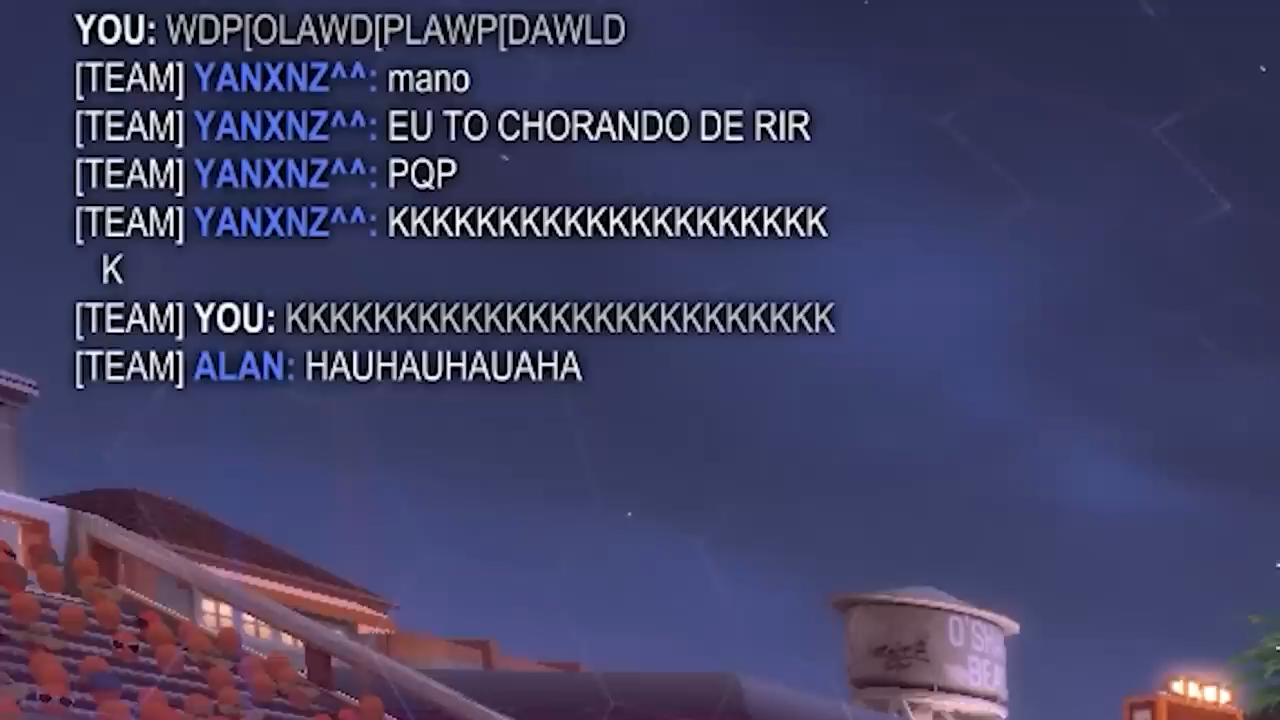 YOU: WDP[OLAWD[PLAWP[DAWLD
[TEAM] YANXNZ^^: mano
[TEAM] YANXNZ^^: EU TO CHORANDO DE RIR
[TEAM] YANXNZ^^: PQP
[TEAM] YANXNZ^^: KKKKKKKKKKKKKKKKKKKK
K
[TEAM] YOU: KKKKKKKKKKKKKKKKKKKKKKKKK
[TEAM] ALAN: HAUHAUHAUAHA